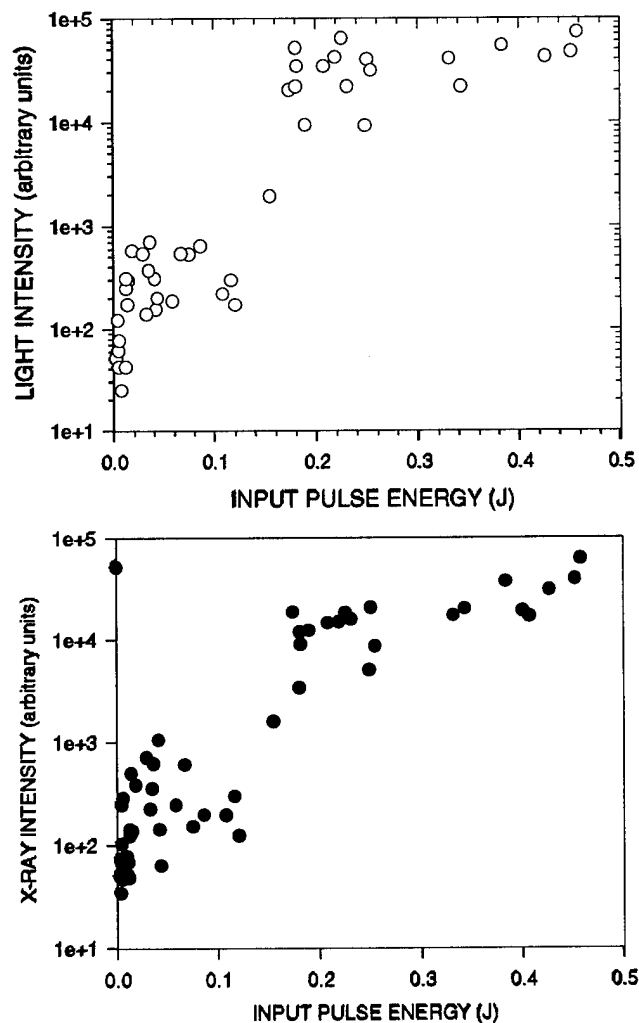 1e+5
1e+4
1e+3
1e+2
1e+1
LIGHT INTENSITY (arbitrary units)
0.0 0.1 0.2 0.3 0.4 0.5
INPUT PULSE ENERGY (J)
1e+5
1e+4
1e+3
1e+2
1e+1
X-RAY INTENSITY (arbitrary units)
0.0 0.1 0.2 0.3 0.4 0.5
INPUT PULSE ENERGY (J)